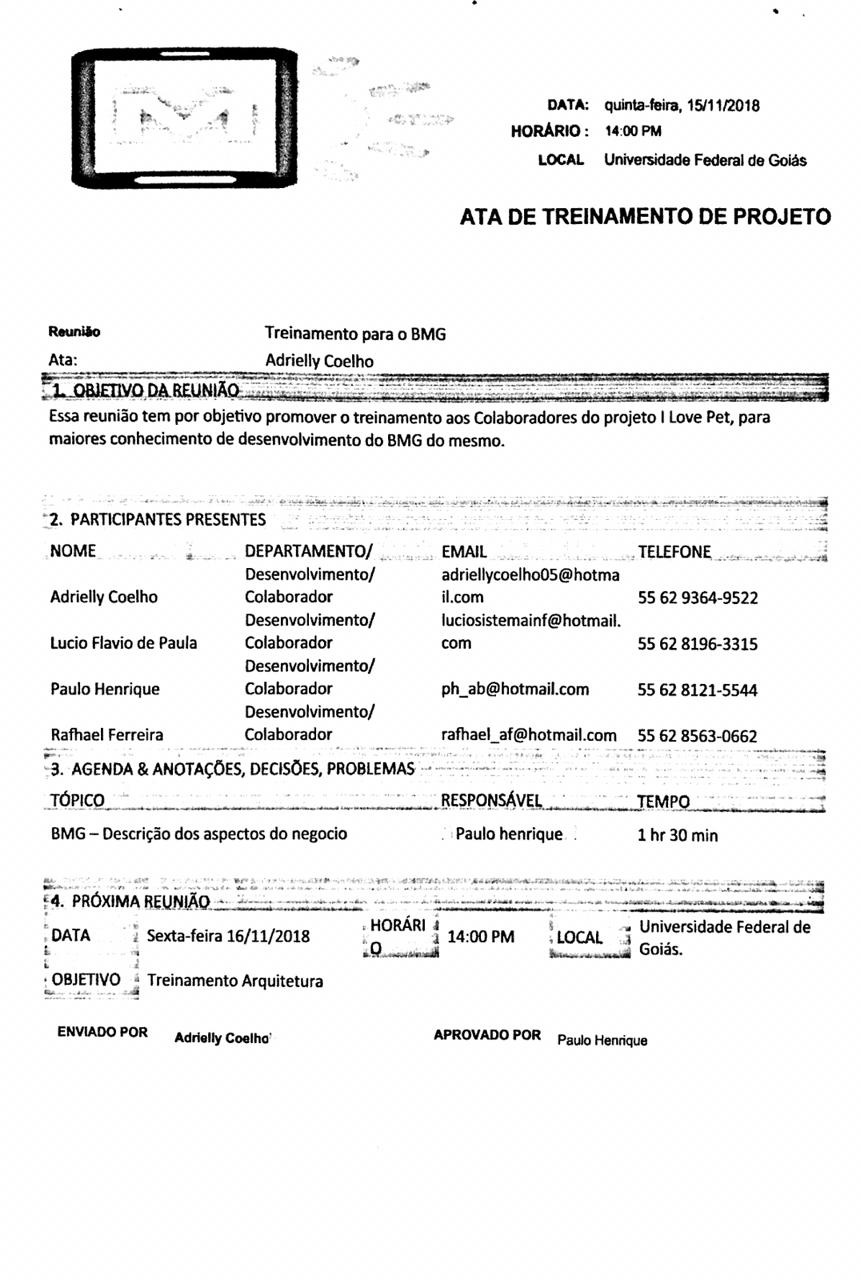 DATA: quinta-feira, 15/11/2018
HORÁRIO : 14:00 PM
LOCAL Universidade Federal de Goiás
ATA DE TREINAMENTO DE PROJETO
Reunião Treinamento para o BMG
Ata: Adrielly Coelho
1. OBJETIVO DA REUNIÃO
Essa reunião tem por objetivo promover o treinamento aos Colaboradores do projeto I Love Pet, para
maiores conhecimento de desenvolvimento do BMG do mesmo.
2. PARTICIPANTES PRESENTES
NOME DEPARTAMENTO/ EMAIL TELEFONE
Desenvolvimento/ adriellycoelho05@hotma
Adrielly Coelho Colaborador il.com 55 62 9364-9522
Desenvolvimento/ luciosistemainf@hotmail.
Lucio Flavio de Paula Colaborador com 55 62 8196-3315
Desenvolvimento/
Paulo Henrique Colaborador ph_ab@hotmail.com 55 62 8121-5544
Desenvolvimento/
Rafhael Ferreira Colaborador rafhael_af@hotmail.com 55 62 8563-0662
3. AGENDA & ANOTAÇÕES, DECISÕES, PROBLEMAS
TÓPICO RESPONSÁVEL TEMPO
BMG – Descrição dos aspectos do negocio Paulo henrique 1 hr 30 min
4. PRÓXIMA REUNIÃO
DATA Sexta-feira 16/11/2018 HORÁRI
O 14:00 PM LOCAL Universidade Federal de
Goiás.
OBJETIVO Treinamento Arquitetura
ENVIADO POR Adrielly Coelho APROVADO POR Paulo Henrique